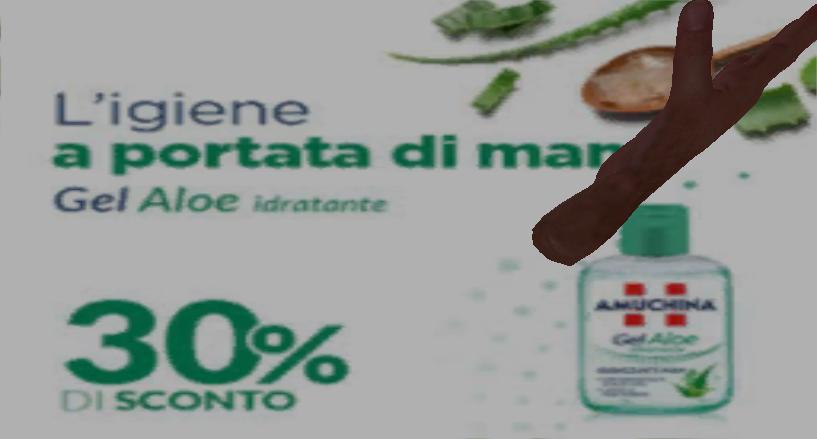 L'igiene
a portata di man
Gel Aloe idratante
30%
DI SCONTO
AMUCHINA
Gel Aloe